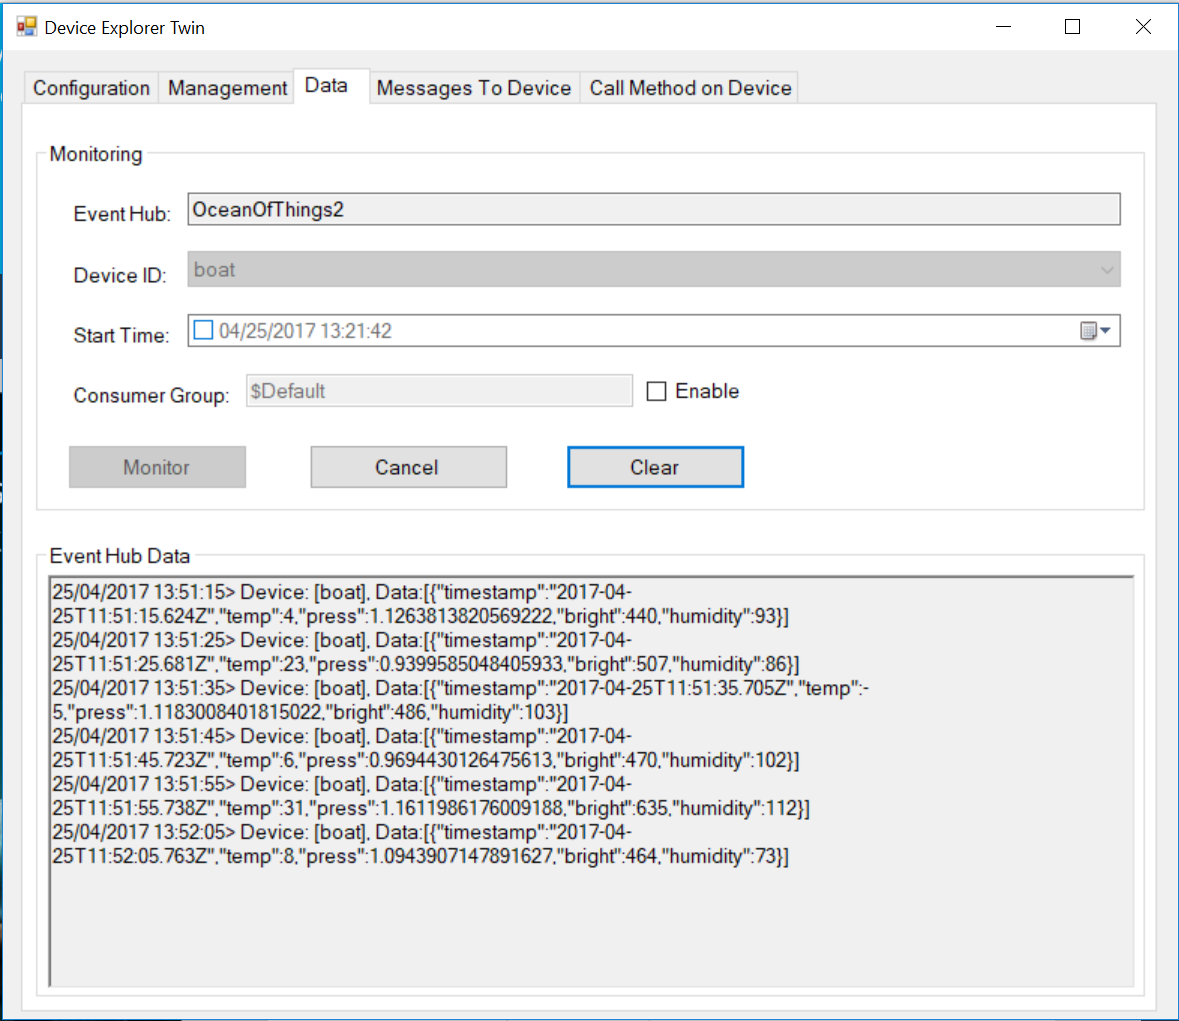 Device Explorer Twin
Configuration Management Data Messages To Device Call Method on Device
Monitoring
Event Hub: OceanOfThings2
Device ID: boat
Start Time: 04/25/2017 13:21:42
Consumer Group: $Default Enable
Monitor Cancel Clear
Event Hub Data
25/04/2017 13:51:15> Device: [boat], Data:[{"timestamp":"2017-04-
25T11:51:15.624Z","temp":4,"press":1.1263813820569222,"bright":440,"humidity":93}]
25/04/2017 13:51:25> Device: [boat], Data:[{"timestamp":"2017-04-
25T11:51:25.681Z","temp":23,"press":0.9399585048405933,"bright":507,"humidity":86}]
25/04/2017 13:51:35> Device: [boat], Data:[{"timestamp":"2017-04-25T11:51:35.705Z","temp":-
5,"press":1.1183008401815022,"bright":486,"humidity":103}]
25/04/2017 13:51:45> Device: [boat], Data:[{"timestamp":"2017-04-
25T11:51:45.723Z","temp":6,"press":0.9694430126475613,"bright":470,"humidity":102}]
25/04/2017 13:51:55> Device: [boat], Data:[{"timestamp":"2017-04-
25T11:51:55.738Z","temp":31,"press":1.1611986176009188,"bright":635,"humidity":112}]
25/04/2017 13:52:05> Device: [boat], Data:[{"timestamp":"2017-04-
25T11:52:05.763Z","temp":8,"press":1.0943907147891627,"bright":464,"humidity":73}]